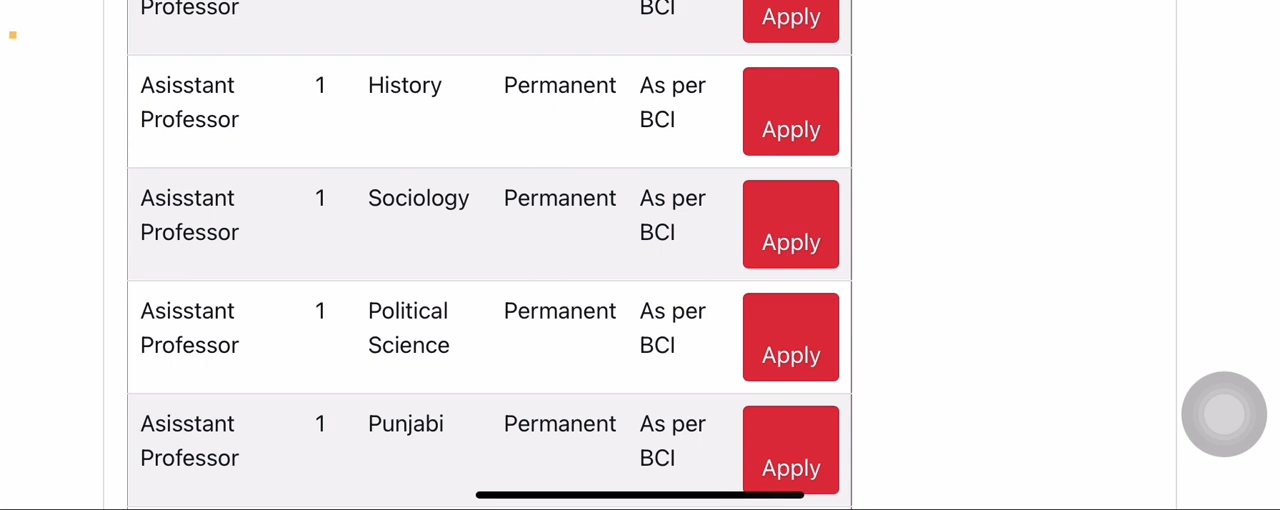 Professor BCI Apply
Asisstant 1 History Permanent As per
Professor BCI Apply
Asisstant 1 Sociology Permanent As per
Professor BCI Apply
Asisstant 1 Political Permanent As per
Professor Science BCI Apply
Asisstant 1 Punjabi Permanent As per
Professor BCI Apply